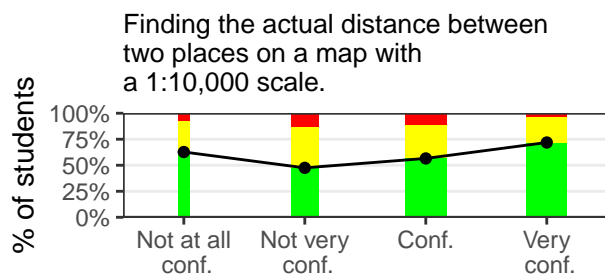 Finding the actual distance between
two places on a map with
a 1:10,000 scale.
% of students
100%
75%
50%
25%
0%
Not at all
conf.
Not very
conf.
Conf.
Very
conf.